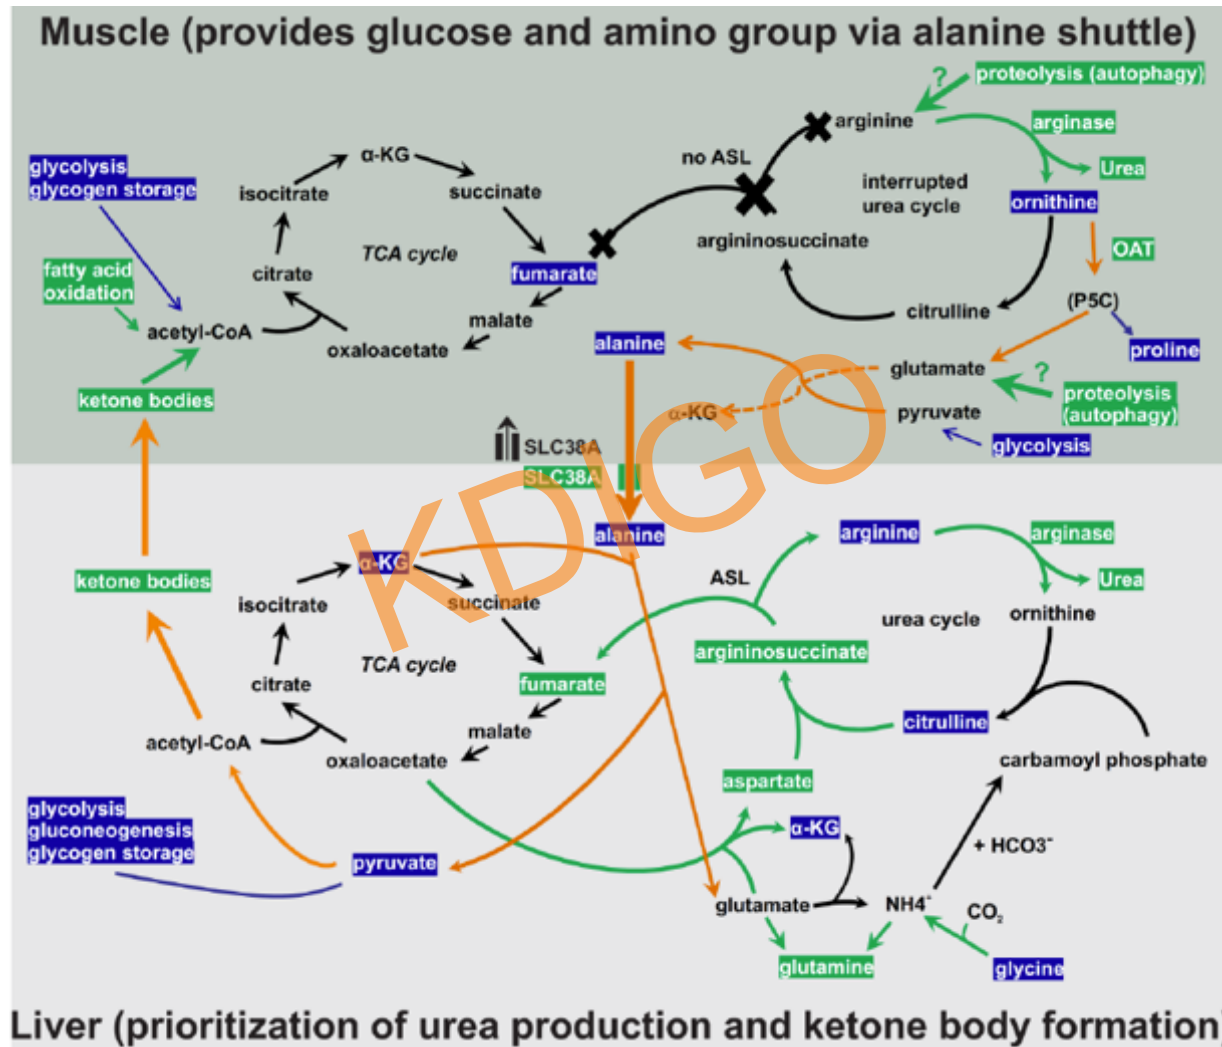 Muscle (provides glucose and amino group via alanine shuttle)
proteolysis (autophagy)
?
arginine
arginase
Urea
no ASL
interrupted
urea cycle
ornithine
OAT
(P5C)
proline
argininosuccinate
citrulline
glutamate
?
proteolysis
(autophagy)
pyruvate
glycolysis
glycolysis
glycogen storage
α-KG
isocitrate
succinate
TCA cycle
citrate
fumarate
fatty acid
oxidation
acetyl-CoA
malate
oxaloacetate
alanine
α-KG
ketone bodies
SLC38A
SLC38A
KDIGO
alanine
arginine
arginase
Urea
α-KG
ketone bodies
isocitrate
succinate
ASL
urea cycle
ornithine
argininosuccinate
TCA cycle
citrate
fumarate
malate
citrulline
acetyl-CoA
oxaloacetate
carbamoyl phosphate
aspartate
glycolysis
gluconeogenesis
glycogen storage
α-KG
+ HCO3⁻
pyruvate
glutamate
NH4⁻
CO₂
glutamine
glycine
Liver (prioritization of urea production and ketone body formation)